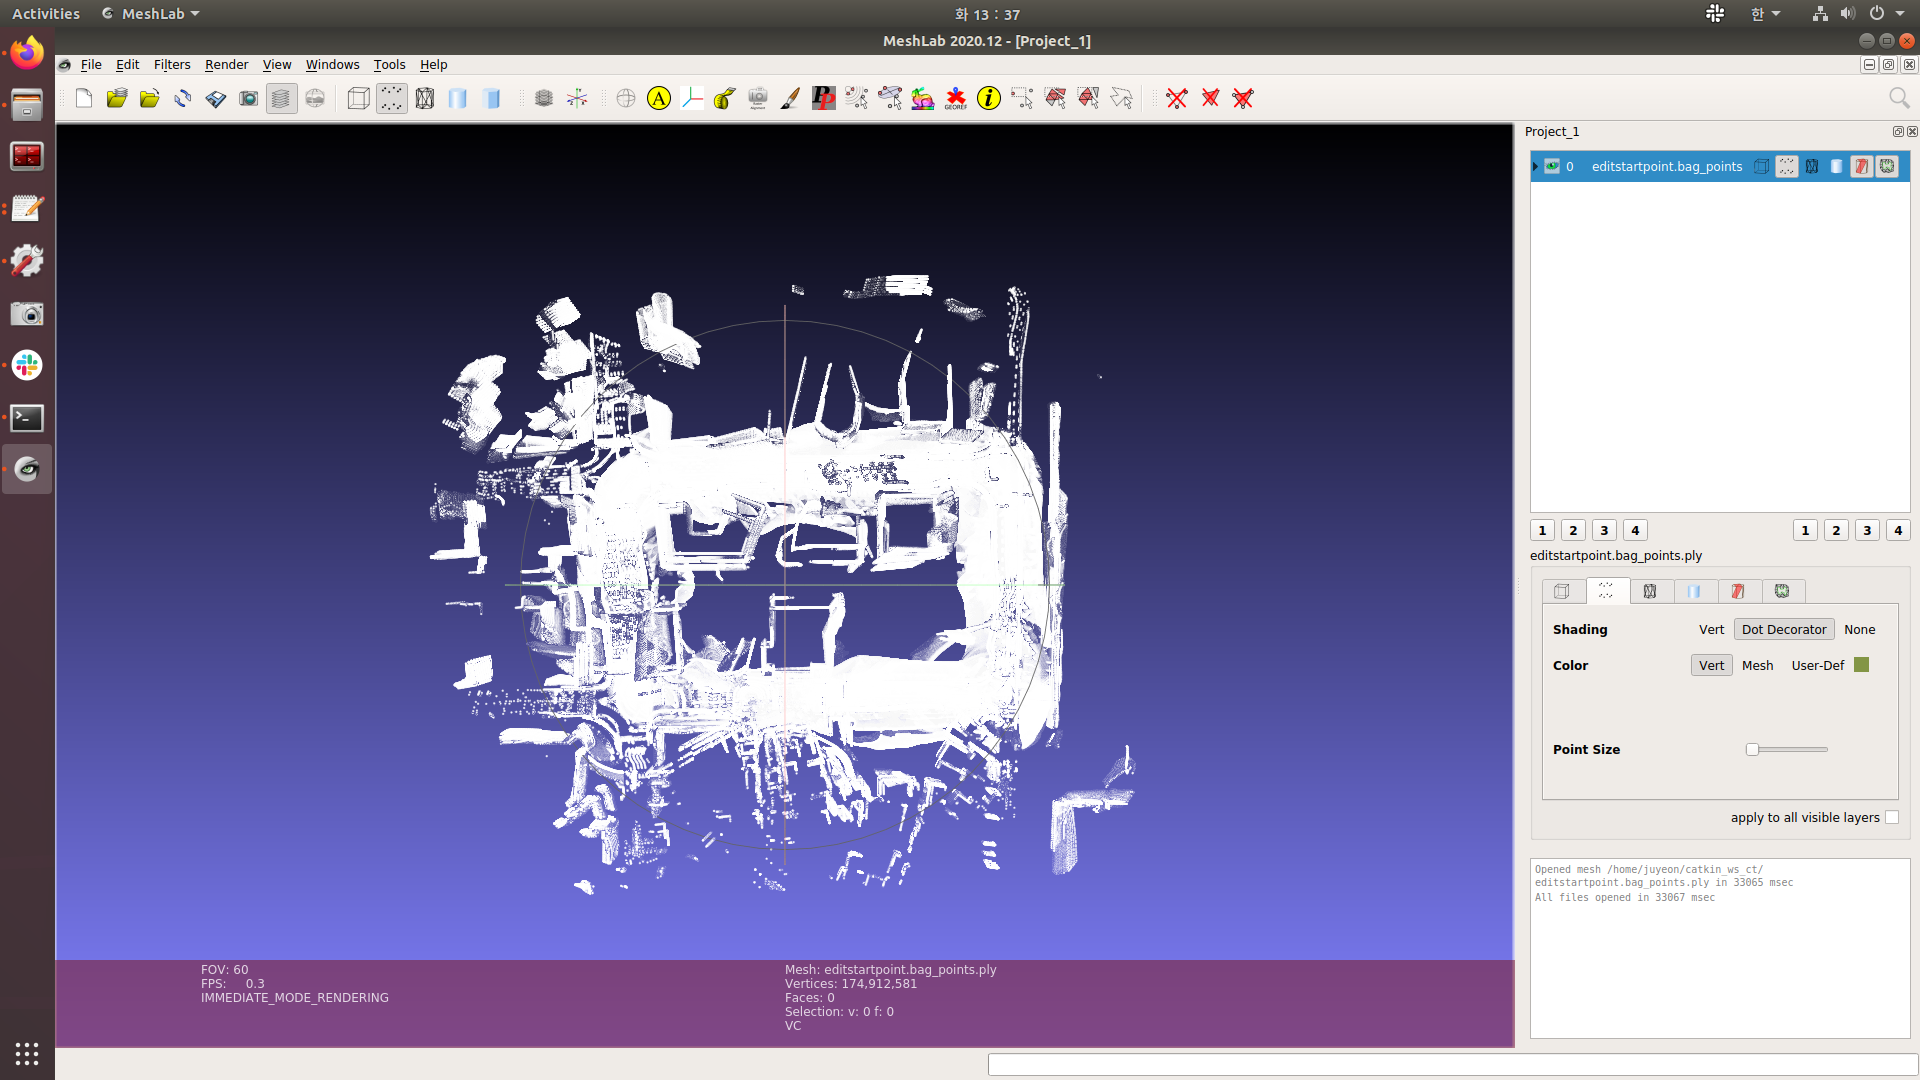 Activities
MeshLab
화 13 : 37
한
MeshLab 2020.12 - [Project_1]
File Edit Filters Render View Windows Tools Help
A
PP
GEOREF
i
Project_1
0 editstartpoint.bag_points
1 2 3 4 1 2 3 4
editstartpoint.bag_points.ply
Shading Vert Dot Decorator None
Color Vert Mesh User-Def
Point Size
apply to all visible layers
Opened mesh /home/juyeon/catkin_ws_ct/
editstartpoint.bag_points.ply in 33065 msec
All files opened in 33067 msec
FOV: 60
FPS: 0.3
IMMEDIATE_MODE_RENDERING
Mesh: editstartpoint.bag_points.ply
Vertices: 174,912,581
Faces: 0
Selection: v: 0 f: 0
VC